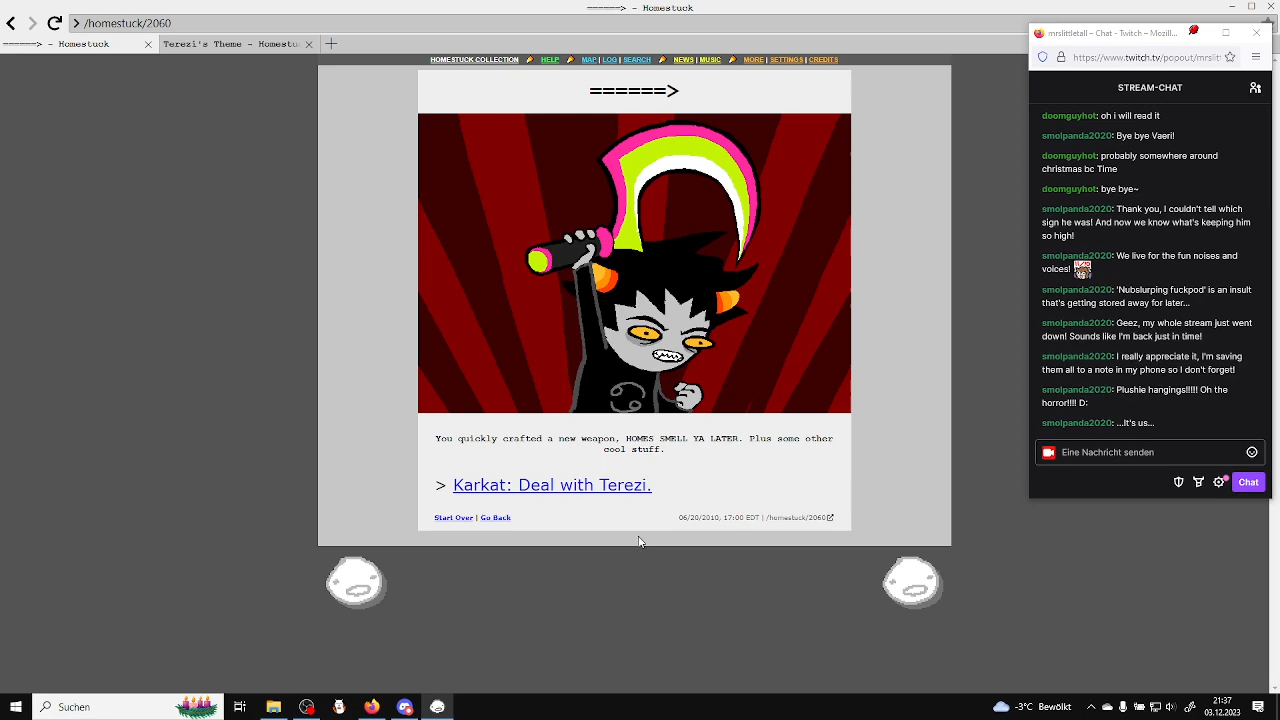 ======> - Homestuck
/homestuck/2060
======> - Homestuck
Terezi's Theme - Homestu
HOMESTUCK COLLECTION HELP MAP | LOG | SEARCH NEWS | MUSIC MORE | SETTINGS | CREDITS
======>
You quickly crafted a new weapon, HOMES SMELL YA LATER. Plus some other
cool stuff.
> Karkat: Deal with Terezi.
Start Over | Go Back
06/20/2010, 17:00 EDT | /homestuck/2060
mrslittletall – Chat - Twitch – Mozill...
https://www.twitch.tv/popout/mrslit
STREAM-CHAT
doomguyhot: oh i will read it
smolpanda2020: Bye bye Vaeri!
doomguyhot: probably somewhere around
christmas bc Time
doomguyhot: bye bye~
smolpanda2020: Thank you, I couldn't tell which
sign he was! And now we know what's keeping him
so high!
smolpanda2020: We live for the fun noises and
voices!
smolpanda2020: 'Nubslurping fuckpod' is an insult
that's getting stored away for later...
smolpanda2020: Geez, my whole stream just went
down! Sounds like I'm back just in time!
smolpanda2020: I really appreciate it, I'm saving
them all to a note in my phone so I don't forget!
smolpanda2020: Plushie hangings!!!!! Oh the
horror!!!! D:
smolpanda2020: ...It's us...
Eine Nachricht senden
Chat
Suchen
-3°C Bewölkt
21:37
03.12.2023